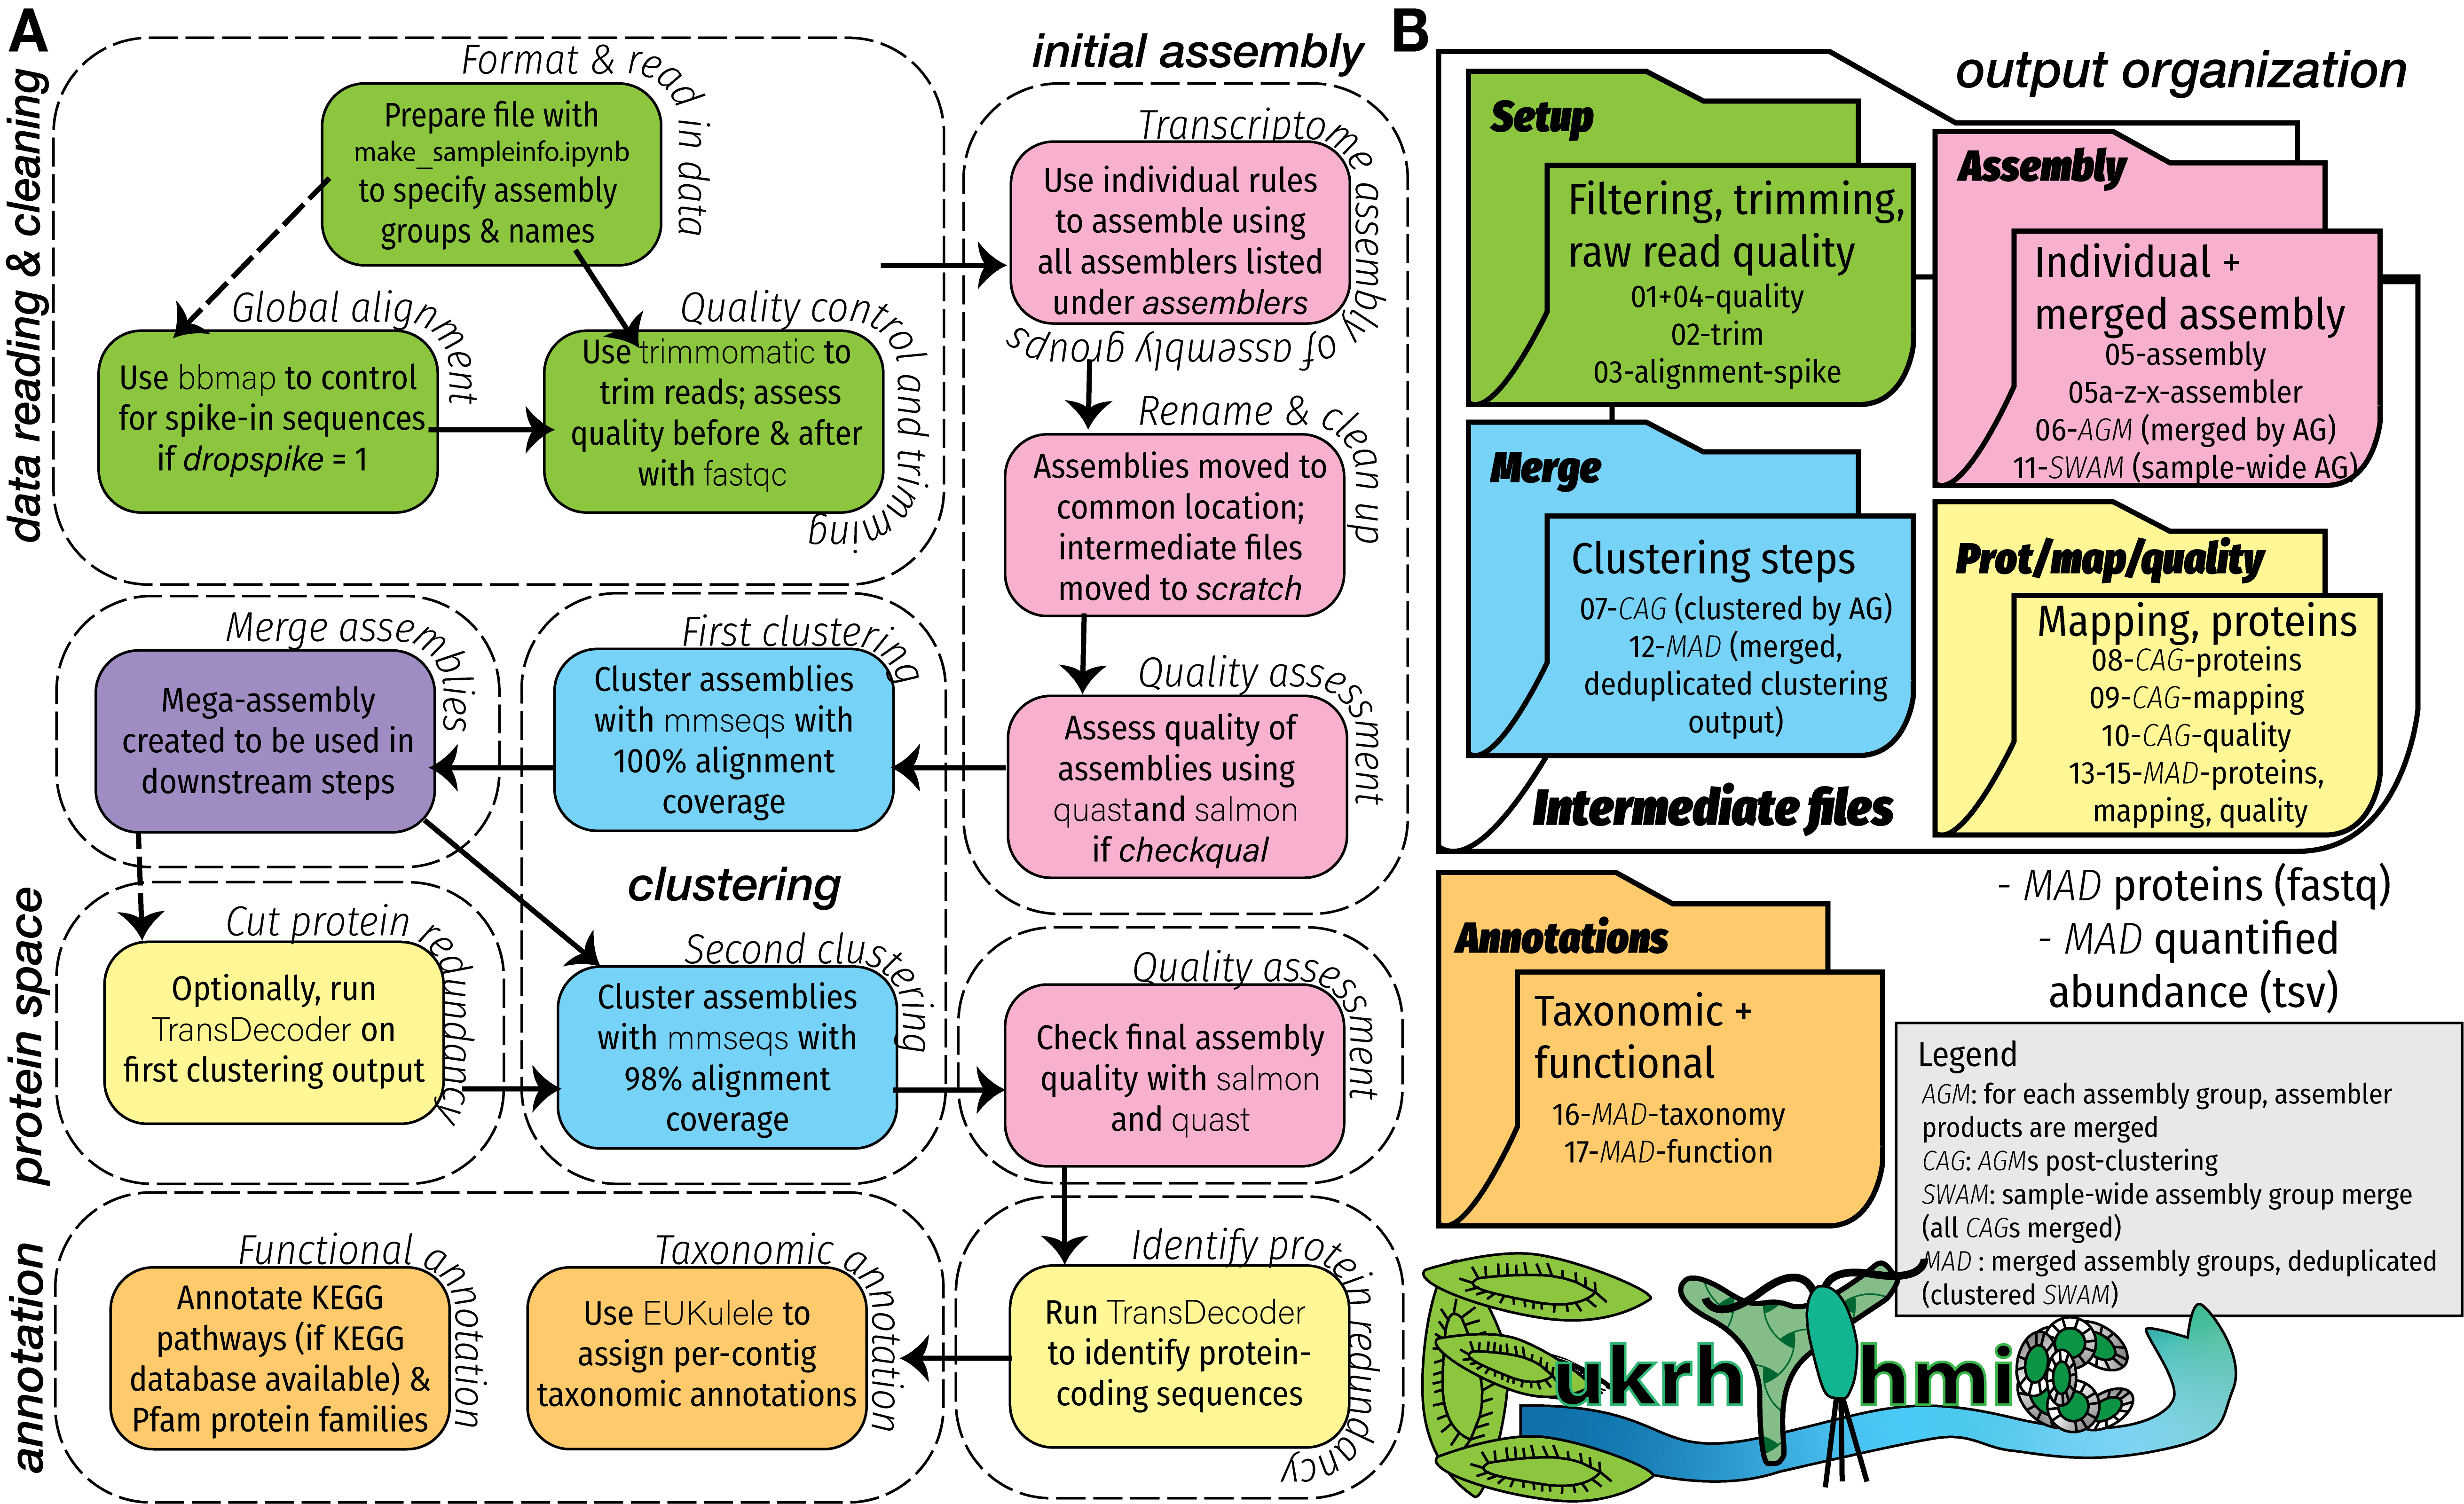 A
data reading & cleaning
Format & read in data
Prepare file with
make_sampleinfo.ipynb
to specify assembly
groups & names
Global alignment
Use bbmap to control
for spike-in sequences
if dropspike = 1
Quality control and trimming
Use trimmomatic to
trim reads; assess
quality before & after
with fastqc
initial assembly
Transcriptome assembly of assembly groups
Use individual rules
to assemble using
all assemblers listed
under assemblers
Rename & clean up
Assemblies moved to
common location;
intermediate files
moved to scratch
Quality assessment
Assess quality of
assemblies using
quast and salmon
if checkqual
First clustering
Cluster assemblies
with mmseqs with
100% alignment
coverage
Merge assemblies
Mega-assembly
created to be used in
downstream steps
clustering
protein space
Cut protein redundancy
Optionally, run
TransDecoder on
first clustering output
Second clustering
Cluster assemblies
with mmseqs with
98% alignment
coverage
Quality assessment
Check final assembly
quality with salmon
and quast
Identify protein redundancy
Run TransDecoder
to identify protein-
coding sequences
annotation
Taxonomic annotation
Use EUKulele to
assign per-contig
taxonomic annotations
Functional annotation
Annotate KEGG
pathways (if KEGG
database available) &
Pfam protein families
B
output organization
Setup
Filtering, trimming,
raw read quality
01+04-quality
02-trim
03-alignment-spike
Assembly
Individual +
merged assembly
05-assembly
05a-z-x-assembler
06-AGM (merged by AG)
11-SWAM (sample-wide AG)
Merge
Clustering steps
07-CAG (clustered by AG)
12-MAD (merged,
deduplicated clustering
output)
Prot/map/quality
Mapping, proteins
08-CAG-proteins
09-CAG-mapping
10-CAG-quality
13-15-MAD-proteins,
mapping, quality
Intermediate files
Annotations
Taxonomic +
functional
16-MAD-taxonomy
17-MAD-function
- MAD proteins (fastq)
- MAD quantified
abundance (tsv)
Legend
AGM: for each assembly group, assembler
products are merged
CAG: AGMs post-clustering
SWAM: sample-wide assembly group merge
(all CAGs merged)
MAD : merged assembly groups, deduplicated
(clustered SWAM)
eukrhythmic